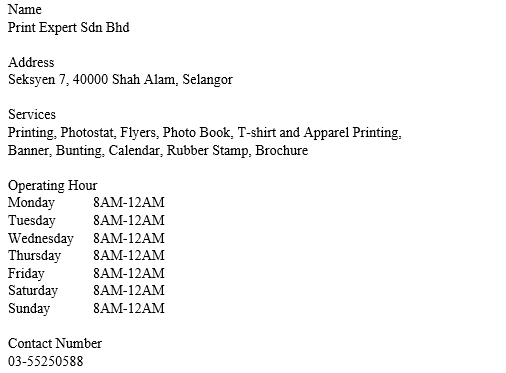 Name
Print Expert Sdn Bhd
Address
Seksyen 7, 40000 Shah Alam, Selangor
Services
Printing, Photostat, Flyers, Photo Book, T-shirt and Apparel Printing,
Banner, Bunting, Calendar, Rubber Stamp, Brochure
Operating Hour
Monday 8AM-12AM
Tuesday 8AM-12AM
Wednesday 8AM-12AM
Thursday 8AM-12AM
Friday 8AM-12AM
Saturday 8AM-12AM
Sunday 8AM-12AM
Contact Number
03-55250588